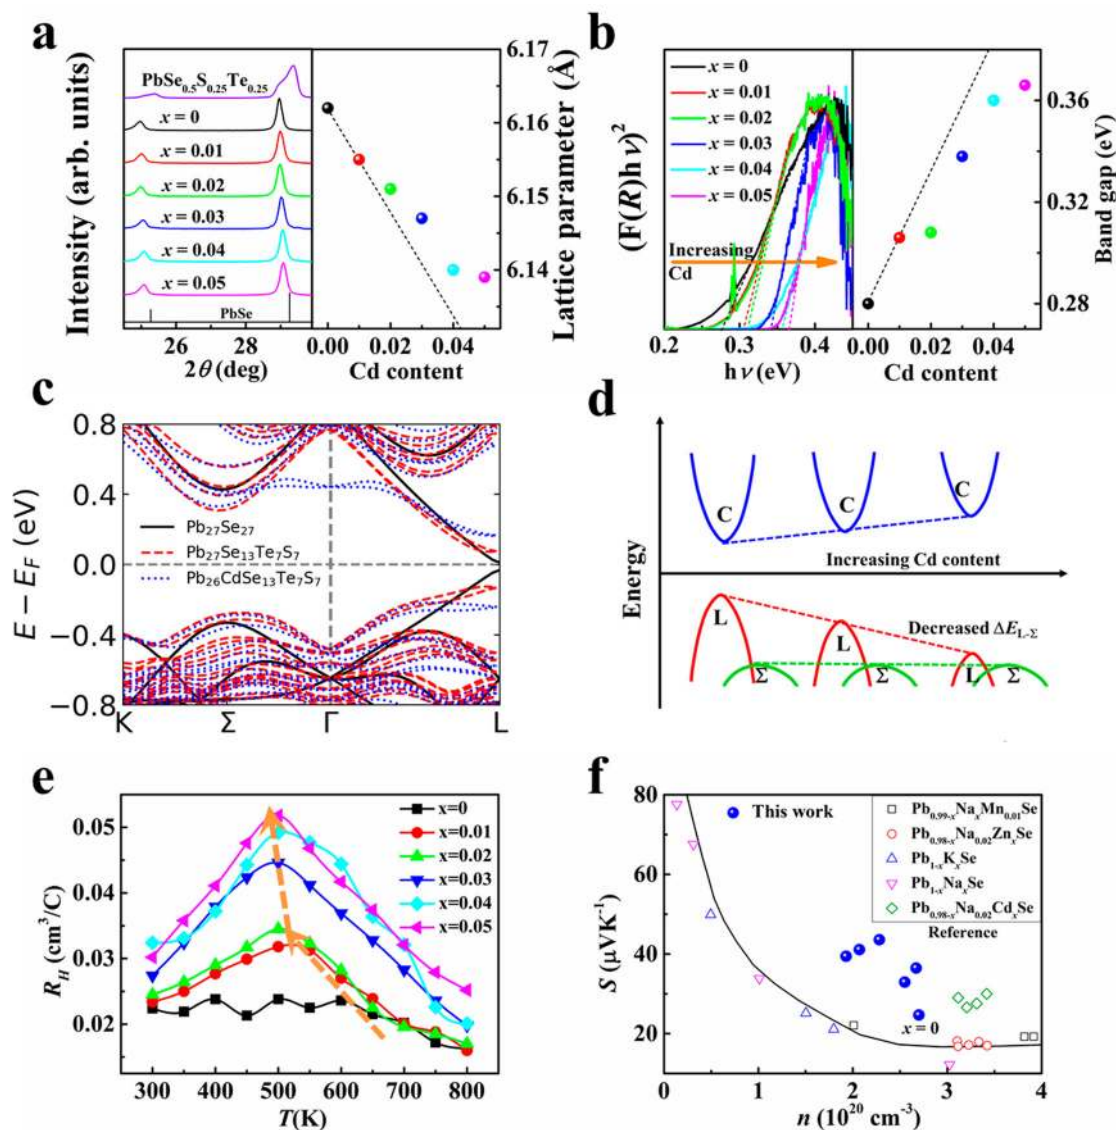 a
Intensity (arb. units)
PbSe0.5S0.25Te0.25
x = 0
x = 0.01
x = 0.02
x = 0.03
x = 0.04
x = 0.05
PbSe
26 28
2θ (deg)
0.00 0.02 0.04
Cd content
6.17
6.16
6.15
6.14
Lattice parameter (Å)
b
(F(R)hν)²
x = 0
x = 0.01
x = 0.02
x = 0.03
x = 0.04
x = 0.05
Increasing
Cd
0.2 0.3 0.4
hν (eV)
0.00 0.02 0.04
Cd content
0.36
0.32
0.28
Band gap (eV)
c
E − EF (eV)
0.8
0.4
0.0
−0.4
−0.8
Pb27Se27
Pb27Se13Te7S7
Pb26CdSe13Te7S7
K Σ Γ L
d
Energy
C C C
Increasing Cd content
Decreased ΔEL-Σ
L L L
Σ Σ Σ
e
RH (cm³/C)
0.05
0.04
0.03
0.02
x=0
x=0.01
x=0.02
x=0.03
x=0.04
x=0.05
300 400 500 600 700 800
T(K)
f
S (μVK⁻¹)
80
60
40
20
This work
Pb0.99-xNaxMn0.01Se
Pb0.98-xNa0.02ZnxSe
Pb1-xKxSe
Pb1-xNaxSe
Pb0.98-xNa0.02CdxSe
Reference
x = 0
0 1 2 3 4
n (10²⁰ cm⁻³)